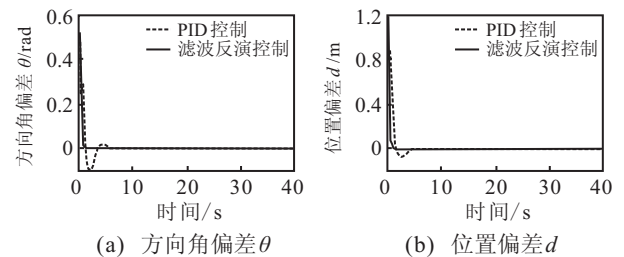 0.6
0.4
0.2
0
方向角偏差 θ/rad
PID控制
滤波反演控制
0 10 20 30 40
时间/s
(a) 方向角偏差θ
1.2
0.8
0.4
0
位置偏差d/m
PID控制
滤波反演控制
0 10 20 30 40
时间/s
(b) 位置偏差d